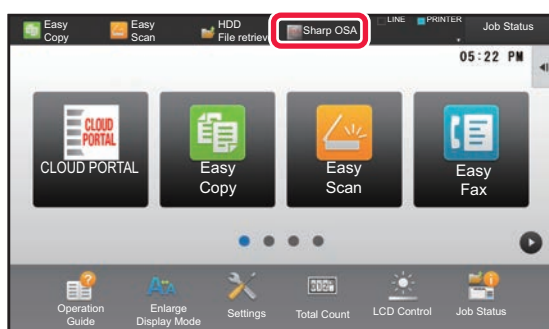 Easy
Copy
Easy
Scan
HDD
File retriev
Sharp OSA
LINE
PRINTER
Job Status
05:22 PM
CLOUD
PORTAL
CLOUD PORTAL
Easy
Copy
Easy
Scan
Easy
Fax
Operation
Guide
Enlarge
Display Mode
Settings
Total Count
LCD Control
Job Status